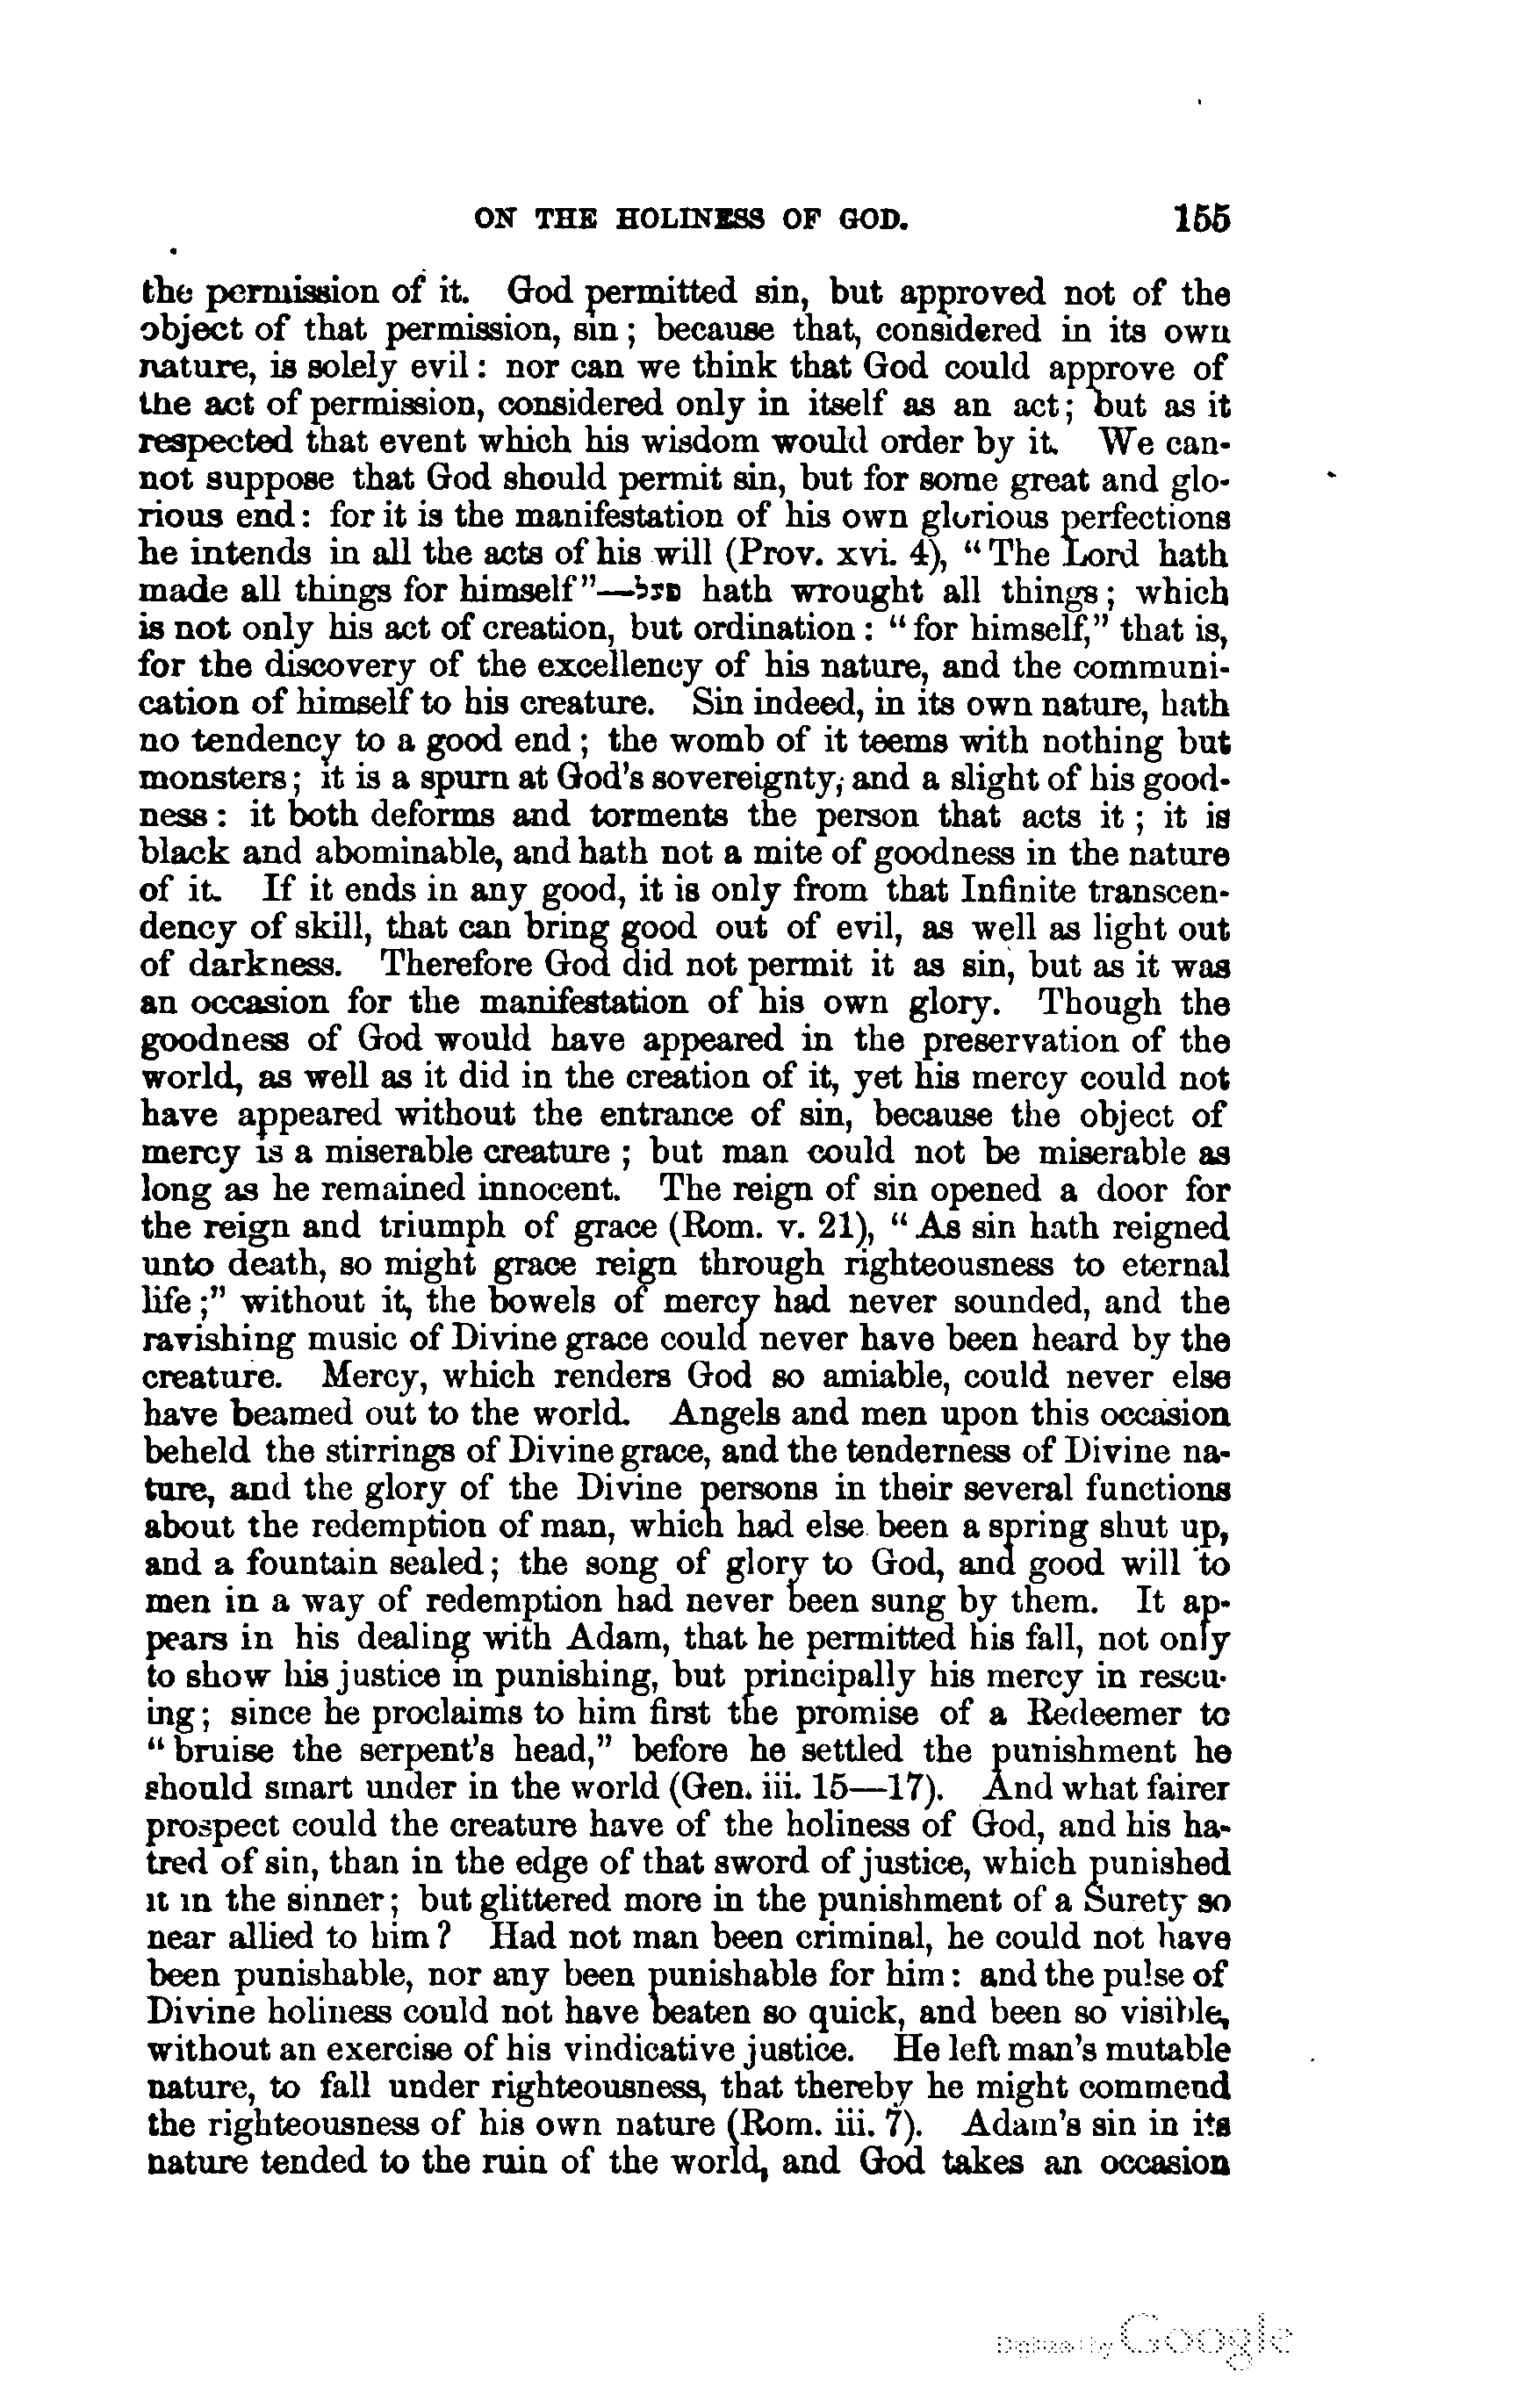 ON THE HOLINESS OF GOD. 155
the permission of it. God permitted sin, but approved not of the
object of that permission, sin; because that, considered in its own
nature, is solely evil: nor can we think that God could approve of
the act of permission, considered only in itself as an act; but as it
respected that event which his wisdom would order by it. We can-
not suppose that God should permit sin, but for some great and glo-
rious end: for it is the manifestation of his own glorious perfections
he intends in all the acts of his will (Prov. xvi. 4), "The Lord hath
made all things for himself"— hath wrought all things; which
is not only his act of creation, but ordination: "for himself," that is,
for the discovery of the excellency of his nature, and the communi-
cation of himself to his creature. Sin indeed, in its own nature, hath
no tendency to a good end; the womb of it teems with nothing but
monsters; it is a spurn at God's sovereignty, and a slight of his good-
ness: it both deforms and torments the person that acts it; it is
black and abominable, and hath not a mite of goodness in the nature
of it. If it ends in any good, it is only from that Infinite transcen-
dency of skill, that can bring good out of evil, as well as light out
of darkness. Therefore God did not permit it as sin, but as it was
an occasion for the manifestation of his own glory. Though the
goodness of God would have appeared in the preservation of the
world, as well as it did in the creation of it, yet his mercy could not
have appeared without the entrance of sin, because the object of
mercy is a miserable creature; but man could not be miserable as
long as he remained innocent. The reign of sin opened a door for
the reign and triumph of grace (Rom. v. 21), "As sin hath reigned
unto death, so might grace reign through righteousness to eternal
life;" without it, the bowels of mercy had never sounded, and the
ravishing music of Divine grace could never have been heard by the
creature. Mercy, which renders God so amiable, could never else
have beamed out to the world. Angels and men upon this occasion
beheld the stirrings of Divine grace, and the tenderness of Divine na-
ture, and the glory of the Divine persons in their several functions
about the redemption of man, which had else been a spring shut up,
and a fountain sealed; the song of glory to God, and good will to
men in a way of redemption had never been sung by them. It ap-
pears in his dealing with Adam, that he permitted his fall, not only
to show his justice in punishing, but principally his mercy in rescu-
ing; since he proclaims to him first the promise of a Redeemer to
"bruise the serpent's head," before he settled the punishment he
should smart under in the world (Gen. iii. 15—17). And what fairer
prospect could the creature have of the holiness of God, and his ha-
tred of sin, than in the edge of that sword of justice, which punished
it in the sinner; but glittered more in the punishment of a Surety so
near allied to him? Had not man been criminal, he could not have
been punishable, nor any been punishable for him: and the pulse of
Divine holiness could not have beaten so quick, and been so visible,
without an exercise of his vindicative justice. He left man's mutable
nature, to fall under righteousness, that thereby he might commend
the righteousness of his own nature (Rom. iii. 7). Adam's sin in its
nature tended to the ruin of the world, and God takes an occasion
Digitized by Google